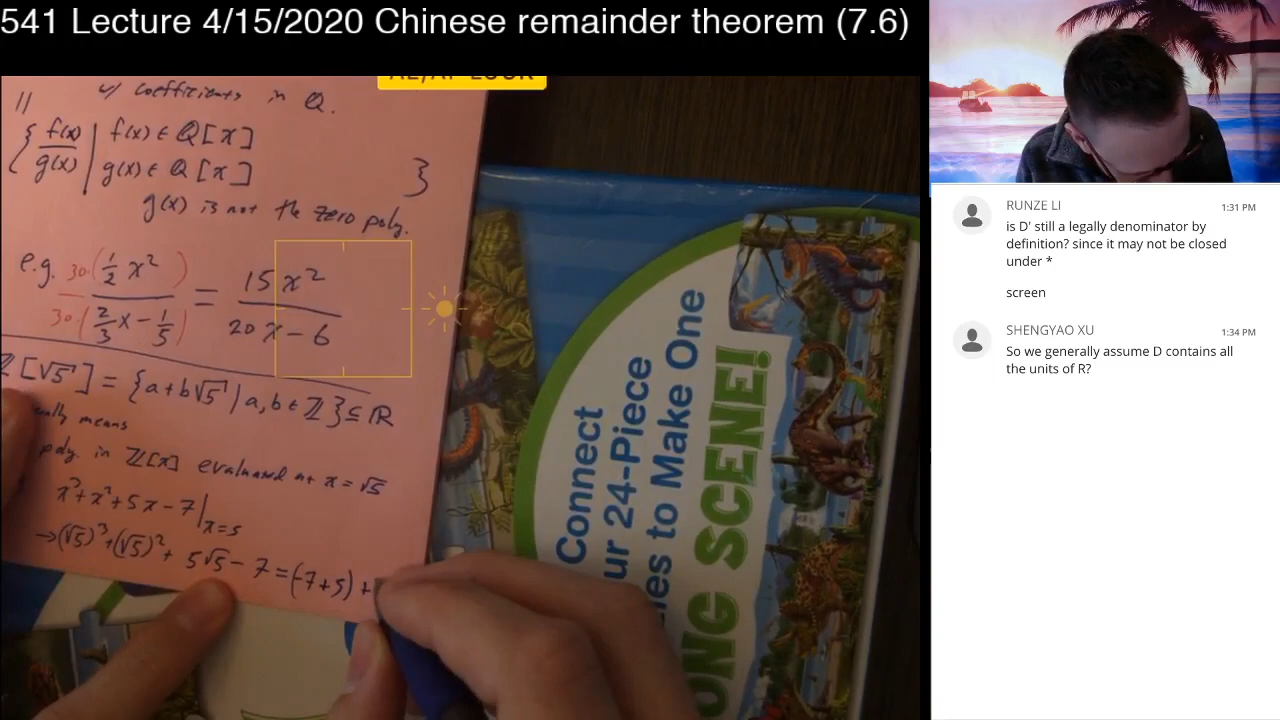 541 Lecture 4/15/2020 Chinese remainder theorem (7.6)
w/ coefficients in Q.
{ f(x)/g(x) | f(x) ∈ Q[x]
g(x) ∈ Q[x] }
g(x) is not the zero poly.
e.g. 30·(1/2 x²) / 30·(2/3 x − 1/5) = 15x² / 20x − 6
Z[√5] = {a+b√5 | a, b ∈ Z} ⊆ R
means
poly. in Z[x] evaluated at x = √5
x³+x²+5x−7|x=5
→(√5)³+(√5)²+ 5√5−7=(−7+5)+
Connect
ur 24-Piece
es to Make One
ONG SCENE!
RUNZE LI
1:31 PM
is D' still a legally denominator by
definition? since it may not be closed
under *
screen
SHENGYAO XU
1:34 PM
So we generally assume D contains all
the units of R?